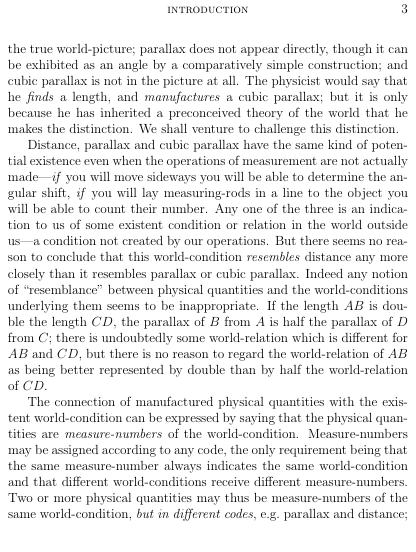 INTRODUCTION 3
the true world-picture; parallax does not appear directly, though it can
be exhibited as an angle by a comparatively simple construction; and
cubic parallax is not in the picture at all. The physicist would say that
he finds a length, and manufactures a cubic parallax; but it is only
because he has inherited a preconceived theory of the world that he
makes the distinction. We shall venture to challenge this distinction.
Distance, parallax and cubic parallax have the same kind of poten-
tial existence even when the operations of measurement are not actually
made—if you will move sideways you will be able to determine the an-
gular shift, if you will lay measuring-rods in a line to the object you
will be able to count their number. Any one of the three is an indica-
tion to us of some existent condition or relation in the world outside
us—a condition not created by our operations. But there seems no rea-
son to conclude that this world-condition resembles distance any more
closely than it resembles parallax or cubic parallax. Indeed any notion
of “resemblance” between physical quantities and the world-conditions
underlying them seems to be inappropriate. If the length AB is dou-
ble the length CD, the parallax of B from A is half the parallax of D
from C; there is undoubtedly some world-relation which is different for
AB and CD, but there is no reason to regard the world-relation of AB
as being better represented by double than by half the world-relation
of CD.
The connection of manufactured physical quantities with the exis-
tent world-condition can be expressed by saying that the physical quan-
tities are measure-numbers of the world-condition. Measure-numbers
may be assigned according to any code, the only requirement being that
the same measure-number always indicates the same world-condition
and that different world-conditions receive different measure-numbers.
Two or more physical quantities may thus be measure-numbers of the
same world-condition, but in different codes, e.g. parallax and distance;